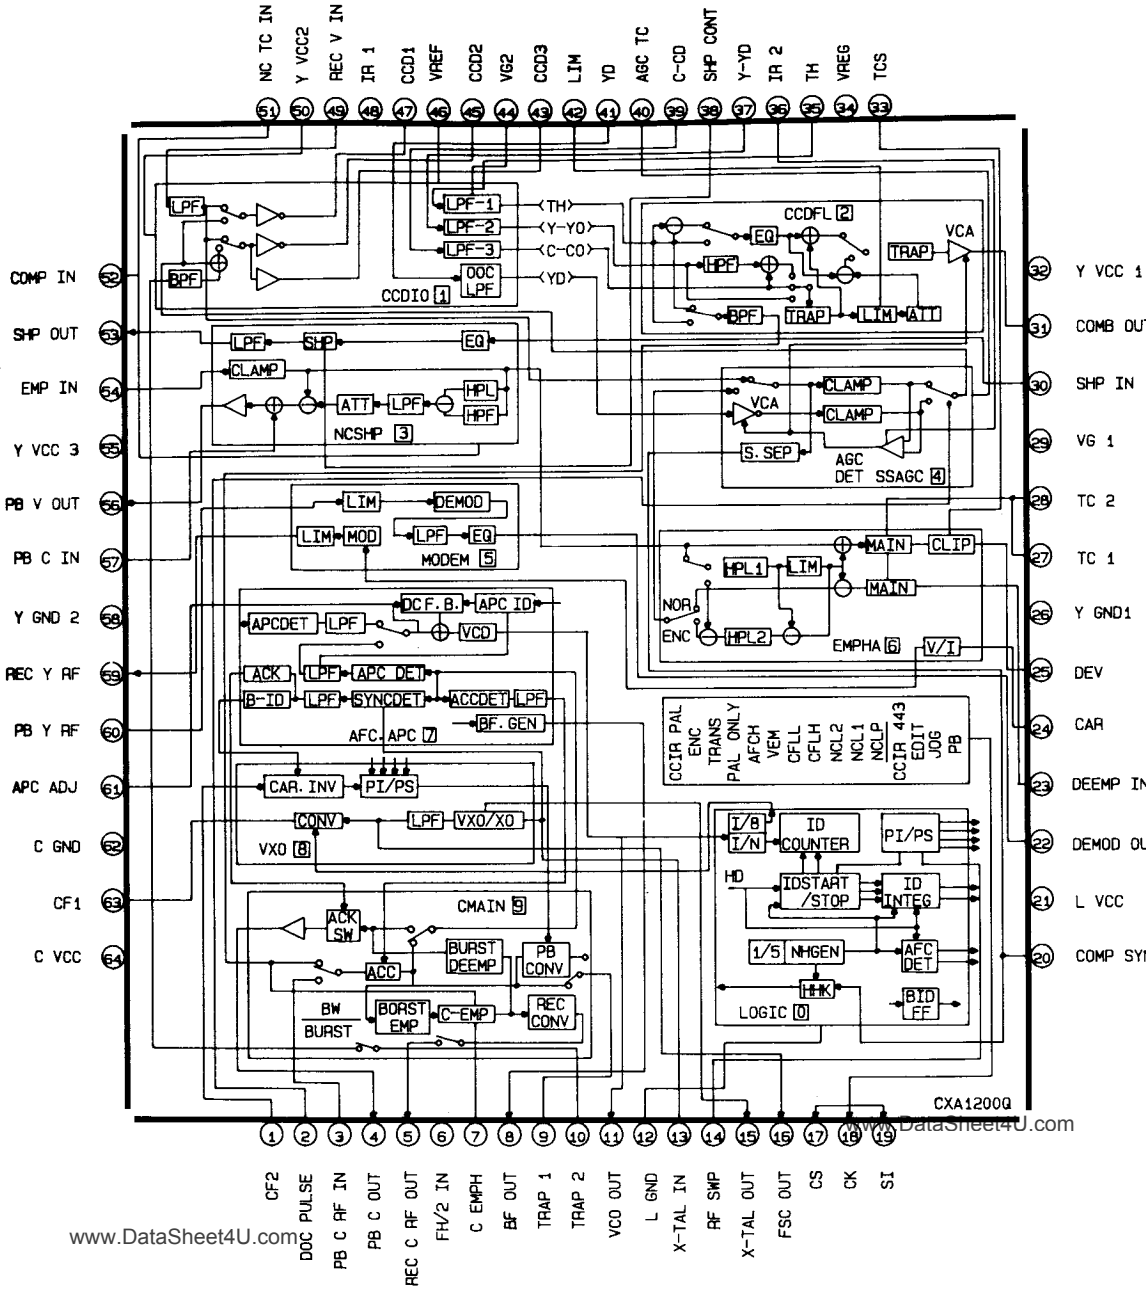 NC TC IN
Y VCC2
REC V IN
IR 1
CCD1
VREF
CCD2
VG2
CCD3
LIM
YD
AGC TC
C-CD
SHP CONT
Y-YD
IR 2
TH
VREG
TCS
51
50
49
48
47
46
45
44
43
42
41
40
39
38
37
36
35
34
33
COMP IN
52
SHP OUT
53
EMP IN
54
Y VCC 3
55
PB V OUT
56
PB C IN
57
Y GND 2
58
REC Y RF
59
PB Y RF
60
APC ADJ
61
C GND
62
CF1
63
C VCC
64
LPF
BPF
LPF-1
LPF-2
LPF-3
DOC
LPF
<TH>
<Y-YO>
<C-CO>
<YD>
CCDIO 1
CCDFL 2
EQ
HPF
BPF
TRAP
LIM
ATT
TRAP
VCA
LPF
SHP
EQ
CLAMP
ATT
LPF
HPL
HPF
NCSHP 3
VCA
CLAMP
CLAMP
S.SEP
AGC
DET SSAGC 4
LIM
DEMOD
LIM
MOD
LPF
EQ
MODEM 5
NOR
ENC
HPL1
LIM
HPL2
MAIN
CLIP
MAIN
EMPHA 6
V/I
DC F.B.
APC ID
APCDET
LPF
VCD
ACK
LPF
APC DET
B-ID
LPF
SYNCDET
ACCDET
LPF
BF.GEN
AFC.APC 7
CCIR PAL
ENC
TRANS
PAL ONLY
AFCH
VEM
CFLL
CFLH
NCL2
NCL1
NCLP
CCIR 443
EDIT
JOG
PB
CAR.INV
PI/PS
CONV
LPF
VXO/XO
VXO 8
I/B
I/N
ID
COUNTER
PI/PS
HD
IDSTART
/STOP
ID
INTEG
1/5
NHGEN
AFC
DET
HHK
BID
FF
LOGIC 0
CMAIN 9
ACK
SW
BURST
DEEMP
PB
CONV
ACC
BW
BURST
BORST
EMP
C-EMP
REC
CONV
32
Y VCC 1
31
COMB OUT
30
SHP IN
29
VG 1
28
TC 2
27
TC 1
26
Y GND1
25
DEV
24
CAR
23
DEEMP IN
22
DEMOD OU
21
L VCC
20
COMP SYN
CXA1200Q
www.DataSheet4U.com
1
2
3
4
5
6
7
8
9
10
11
12
13
14
15
16
17
18
19
CF2
DOC PULSE
PB C RF IN
PB C OUT
REC C RF OUT
FH/2 IN
C EMPH
BF OUT
TRAP 1
TRAP 2
VCO OUT
L GND
X-TAL IN
RF SWP
X-TAL OUT
FSC OUT
CS
CK
SI
www.DataSheet4U.com